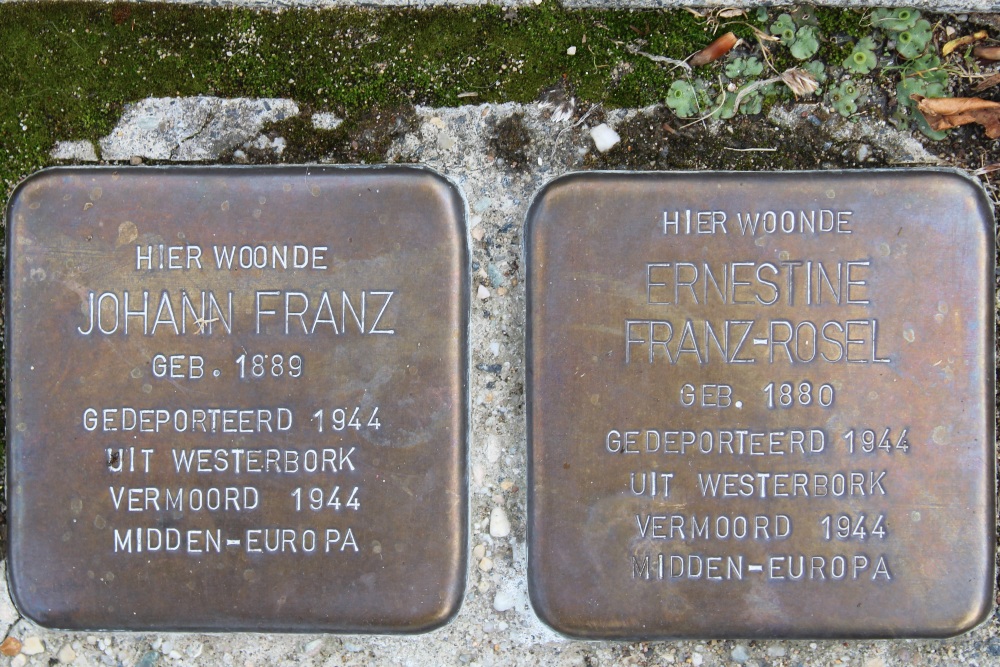 HIER WOONDE
JOHANN FRANZ
GEB. 1889
GEDEPORTEERD 1944
UIT WESTERBORK
VERMOORD 1944
MIDDEN-EUROPA
HIER WOONDE
ERNESTINE
FRANZ-ROSEL
GEB. 1880
GEDEPORTEERD 1944
UIT WESTERBORK
VERMOORD 1944
MIDDEN-EUROPA